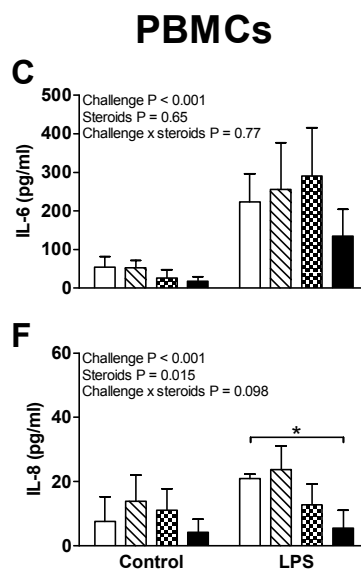 PBMCs
C
Challenge P < 0.001
Steroids P = 0.65
Challenge x steroids P = 0.77
IL-6 (pg/ml)
500
400
300
200
100
0
F
Challenge P < 0.001
Steroids P = 0.015
Challenge x steroids P = 0.098
IL-8 (pg/ml)
60
40
20
0
*
Control LPS